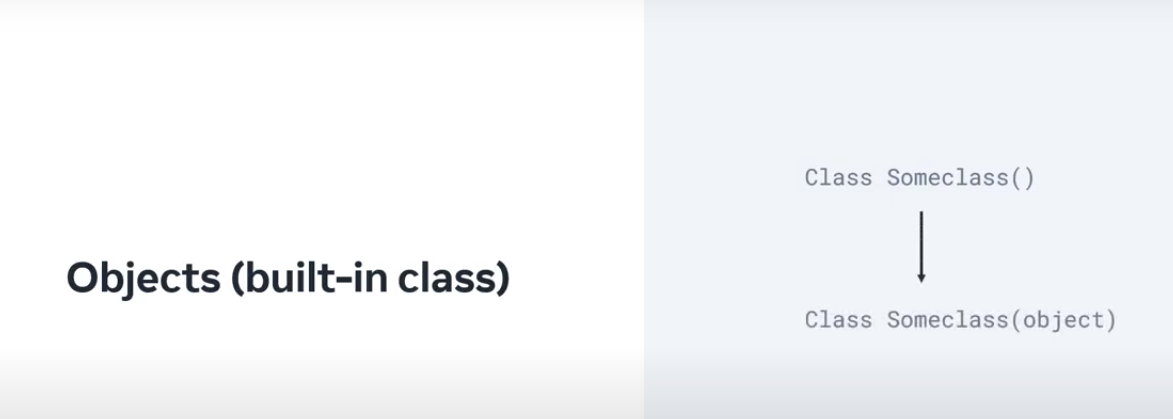 Objects (built-in class)
Class Someclass()
Class Someclass(object)